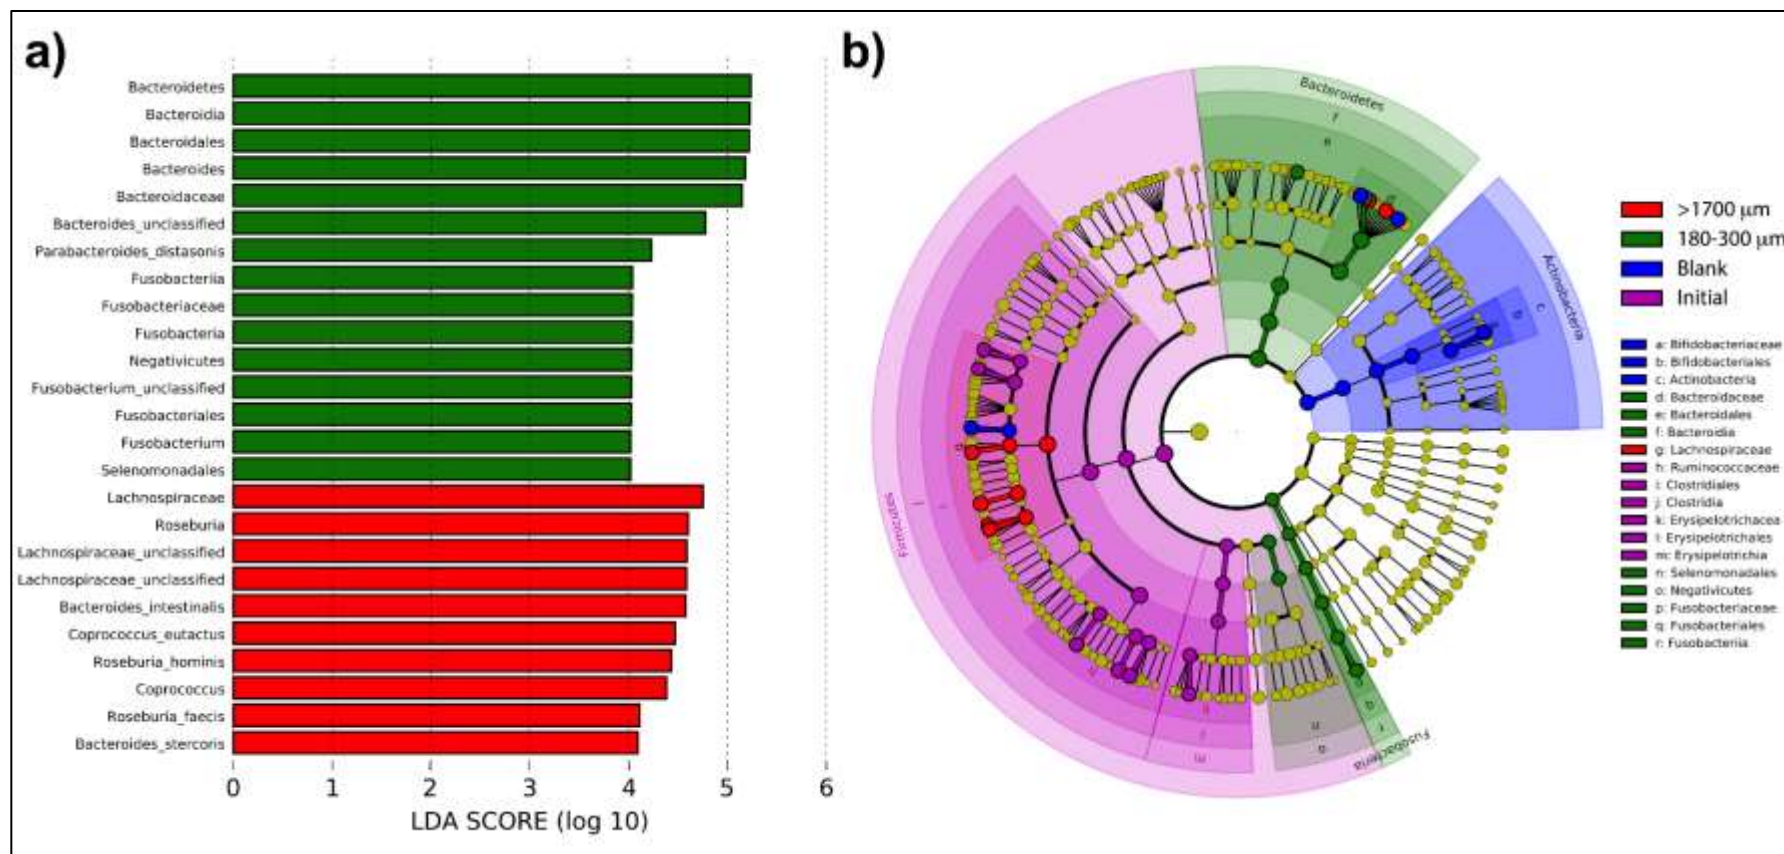 a)
Bacteroidetes
Bacteroidia
Bacteroidales
Bacteroides
Bacteroidaceae
Bacteroides_unclassified
Parabacteroides_distasonis
Fusobacteriia
Fusobacteriaceae
Fusobacteria
Negativicutes
Fusobacterium_unclassified
Fusobacteriales
Fusobacterium
Selenomonadales
Lachnospiraceae
Roseburia
Lachnospiraceae_unclassified
Lachnospiraceae_unclassified
Bacteroides_intestinalis
Coprococcus_eutactus
Roseburia_hominis
Coprococcus
Roseburia_faecis
Bacteroides_stercoris
0 1 2 3 4 5 6
LDA SCORE (log 10)
b)
Bacteroidetes
f
e
Actinobacteria
c
b
Firmicutes
g
n
o
m
q
r
Fusobacteria
>1700 µm
180-300 µm
Blank
Initial
a: Bifidobacteriaceae
b: Bifidobacteriales
c: Actinobacteria
d: Bacteroidaceae
e: Bacteroidales
f: Bacteroidia
g: Lachnospiraceae
h: Ruminococcaceae
i: Clostridiales
j: Clostridia
k: Erysipelotrichacea
l: Erysipelotrichales
m: Erysipelotrichia
n: Selenomonadales
o: Negativicutes
p: Fusobacteriaceae
q: Fusobacteriales
r: Fusobacteriia